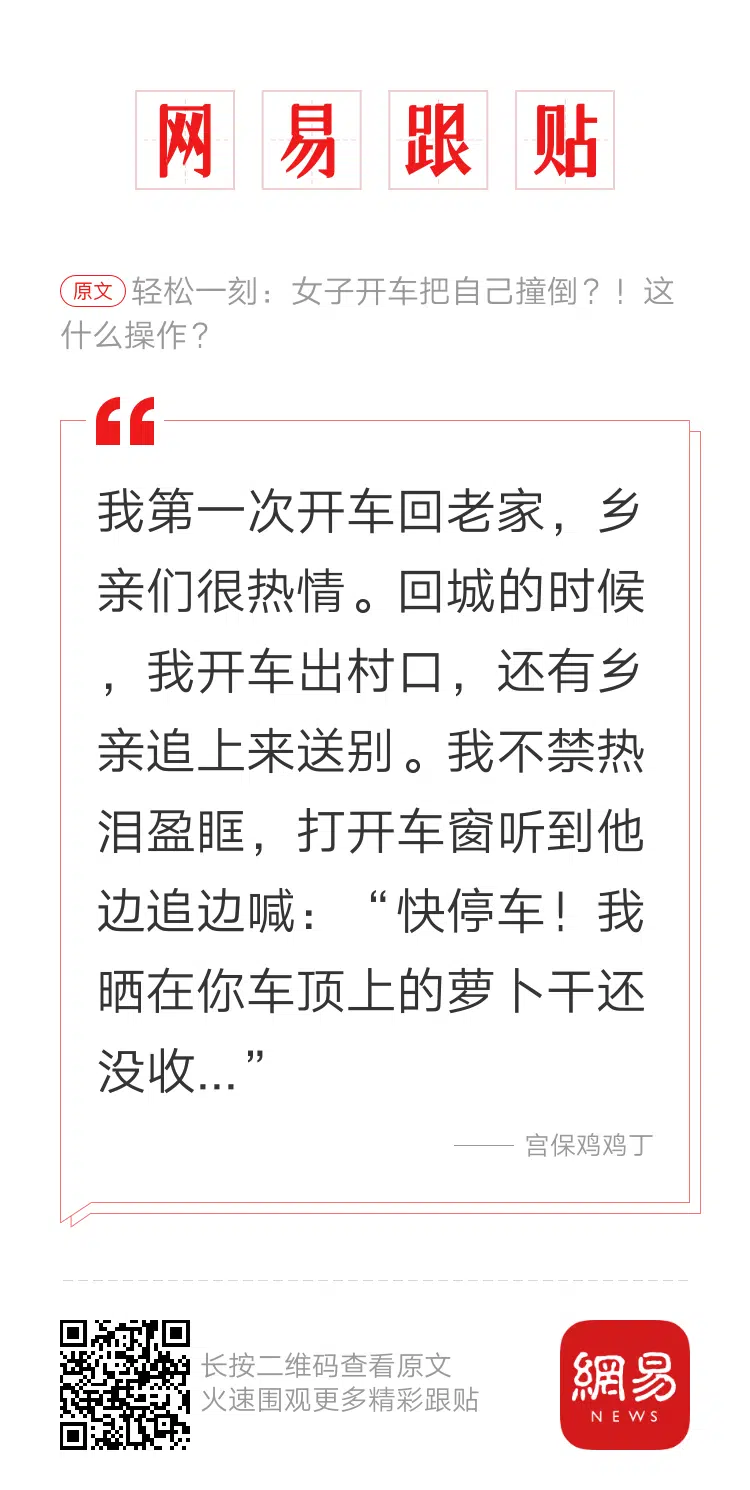 网易跟贴
原文 轻松一刻：女子开车把自己撞倒？！这
什么操作？
我第一次开车回老家，乡
亲们很热情。回城的时候
，我开车出村口，还有乡
亲追上来送别。我不禁热
泪盈眶，打开车窗听到他
边追边喊：“快停车！我
晒在你车顶上的萝卜干还
没收...”
—— 宫保鸡鸡丁
长按二维码查看原文
火速围观更多精彩跟贴
網易
NEWS